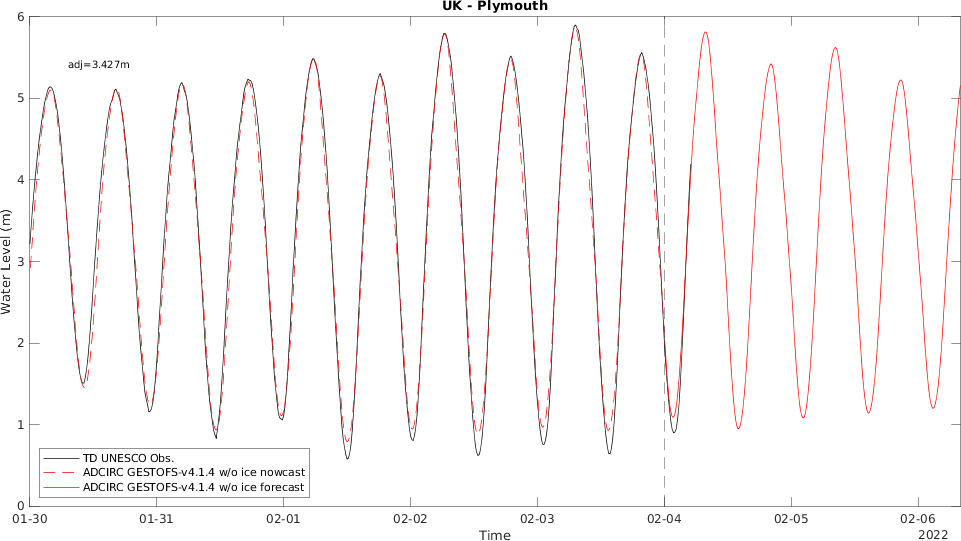 UK - Plymouth
adj=3.427m
Water Level (m)
6
5
4
3
2
1
0
TD UNESCO Obs.
ADCIRC GESTOFS-v4.1.4 w/o ice nowcast
ADCIRC GESTOFS-v4.1.4 w/o ice forecast
01-30 01-31 02-01 02-02 02-03 02-04 02-05 02-06
Time
2022